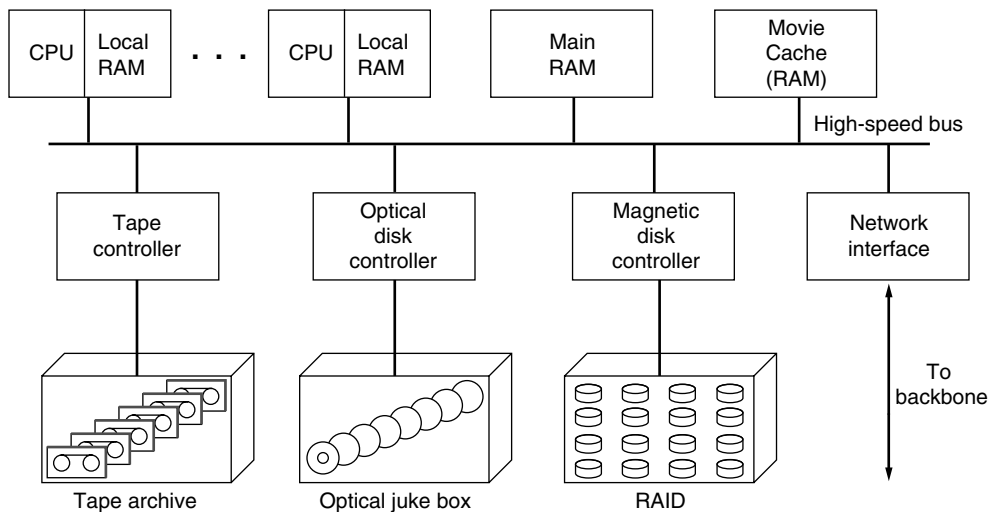 CPU
Local
RAM
. . .
CPU
Local
RAM
Main
RAM
Movie
Cache
(RAM)
High-speed bus
Tape
controller
Optical
disk
controller
Magnetic
disk
controller
Network
interface
To
backbone
Tape archive
Optical juke box
RAID